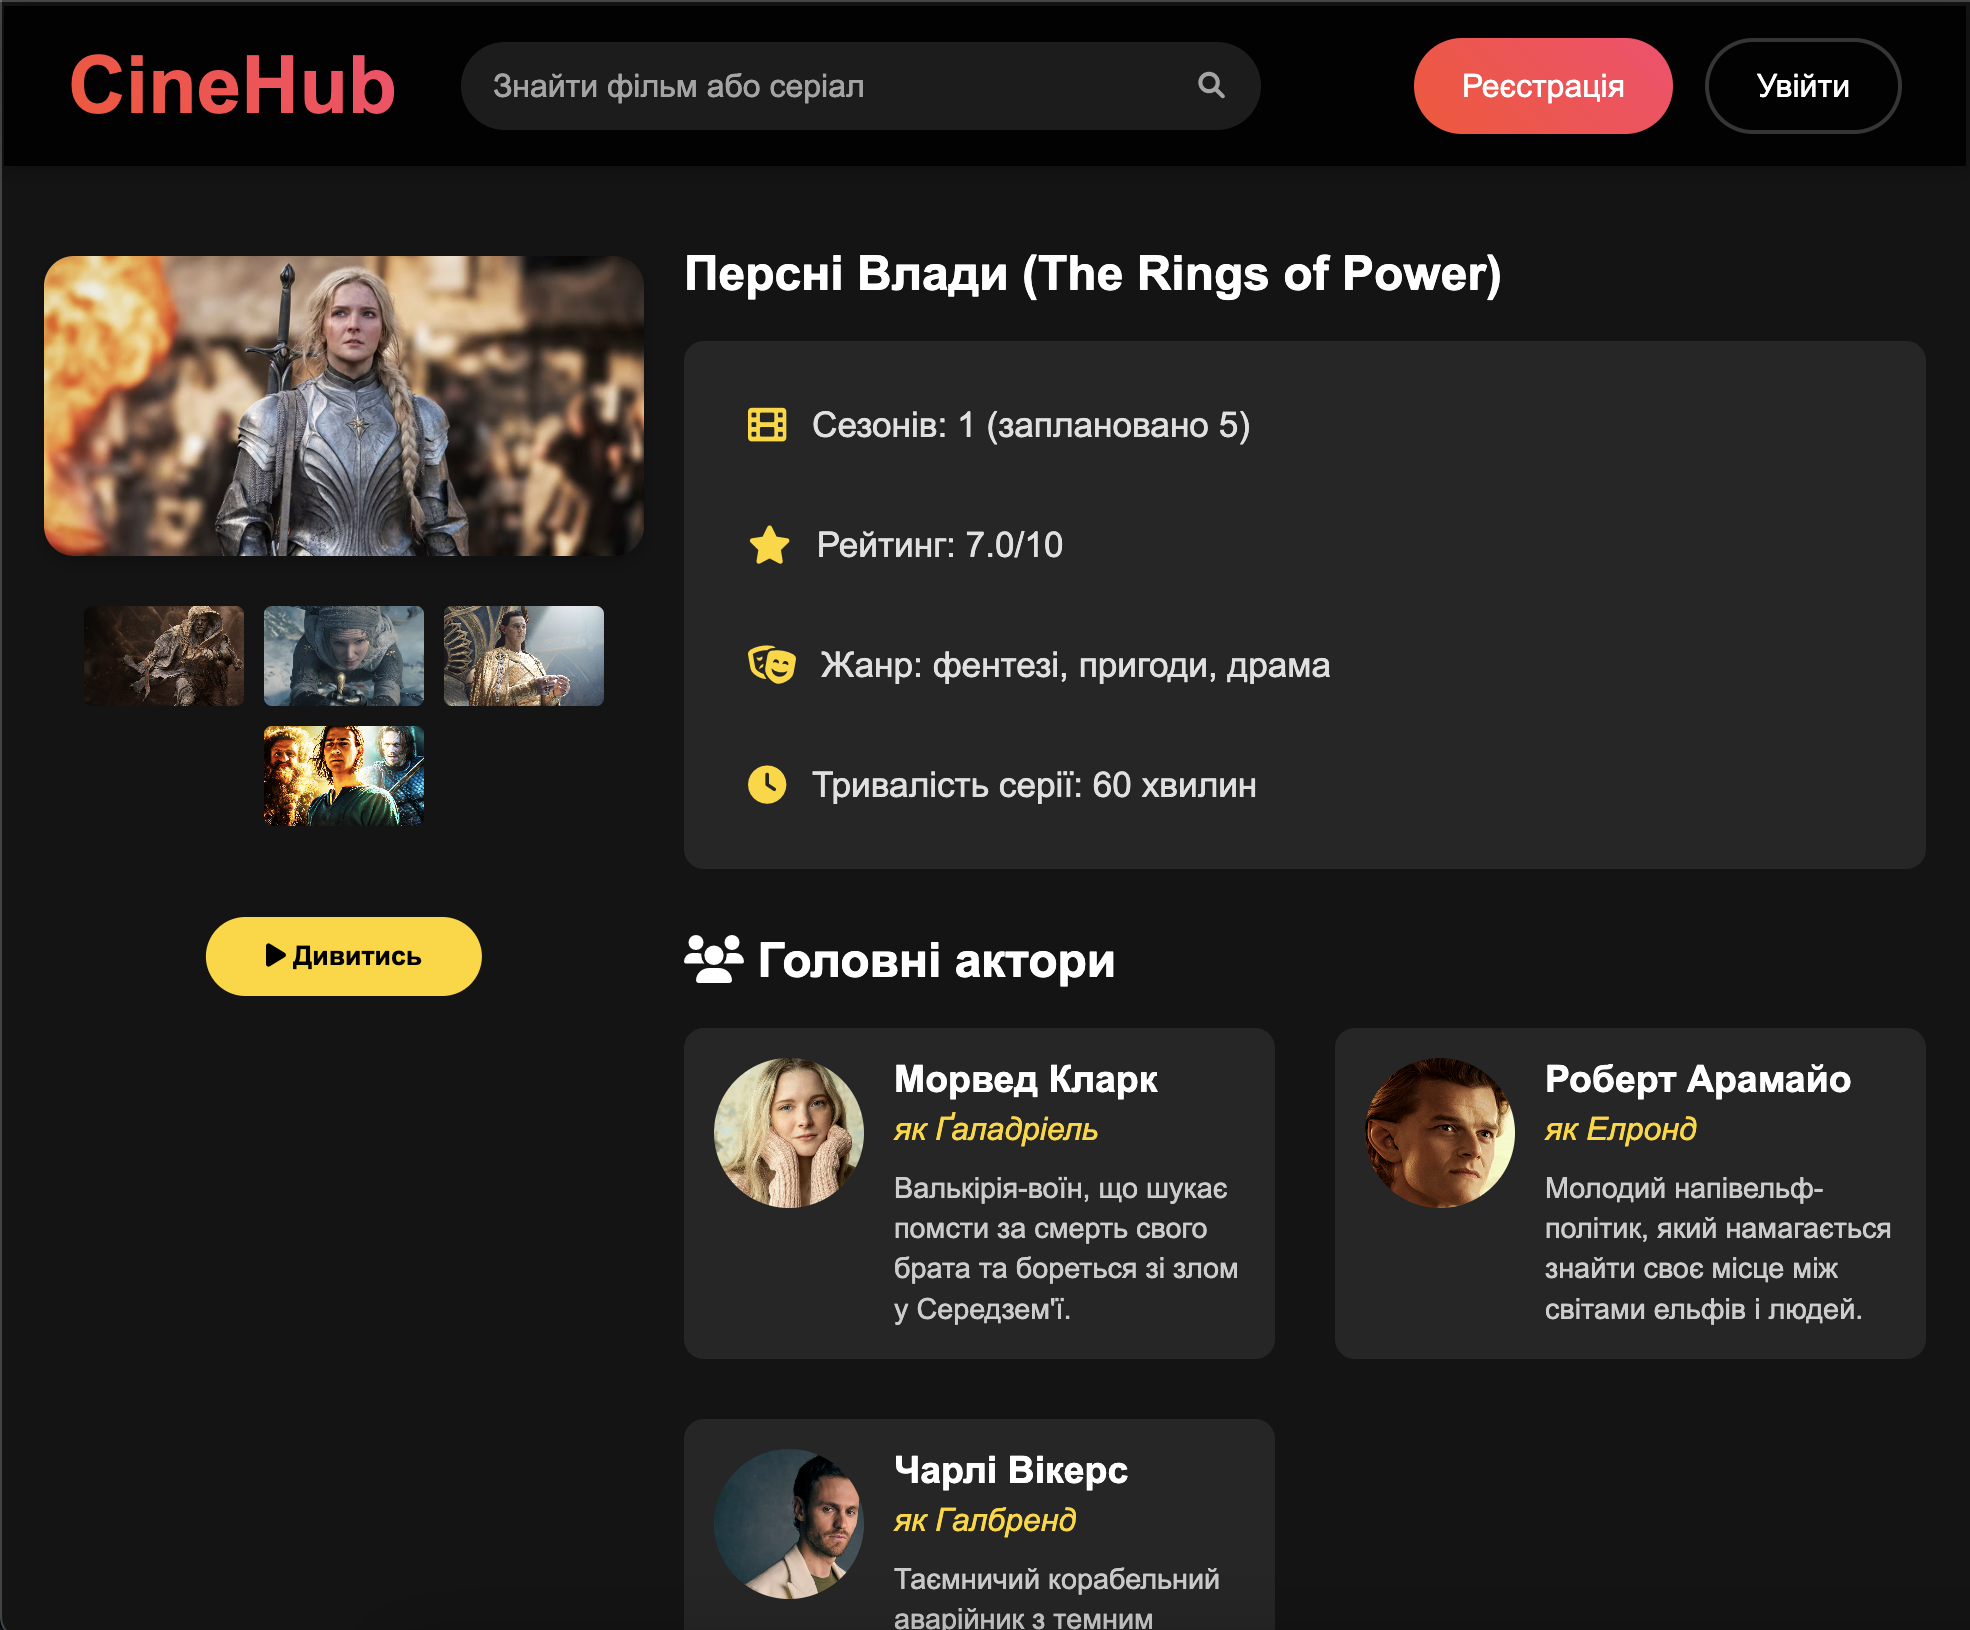 CineHub
Знайти фільм або серіал
Реєстрація
Увійти
Персні Влади (The Rings of Power)
Сезонів: 1 (заплановано 5)
Рейтинг: 7.0/10
Жанр: фентезі, пригоди, драма
Тривалість серії: 60 хвилин
Дивитись
Головні актори
Морвед Кларк
як Ґаладріель
Валькірія-воїн, що шукає
помсти за смерть свого
брата та бореться зі злом
у Середзем'ї.
Роберт Арамайо
як Елронд
Молодий напівельф-
політик, який намагається
знайти своє місце між
світами ельфів і людей.
Чарлі Вікерс
як Галбренд
Таємничий корабельний
аварійник з темним